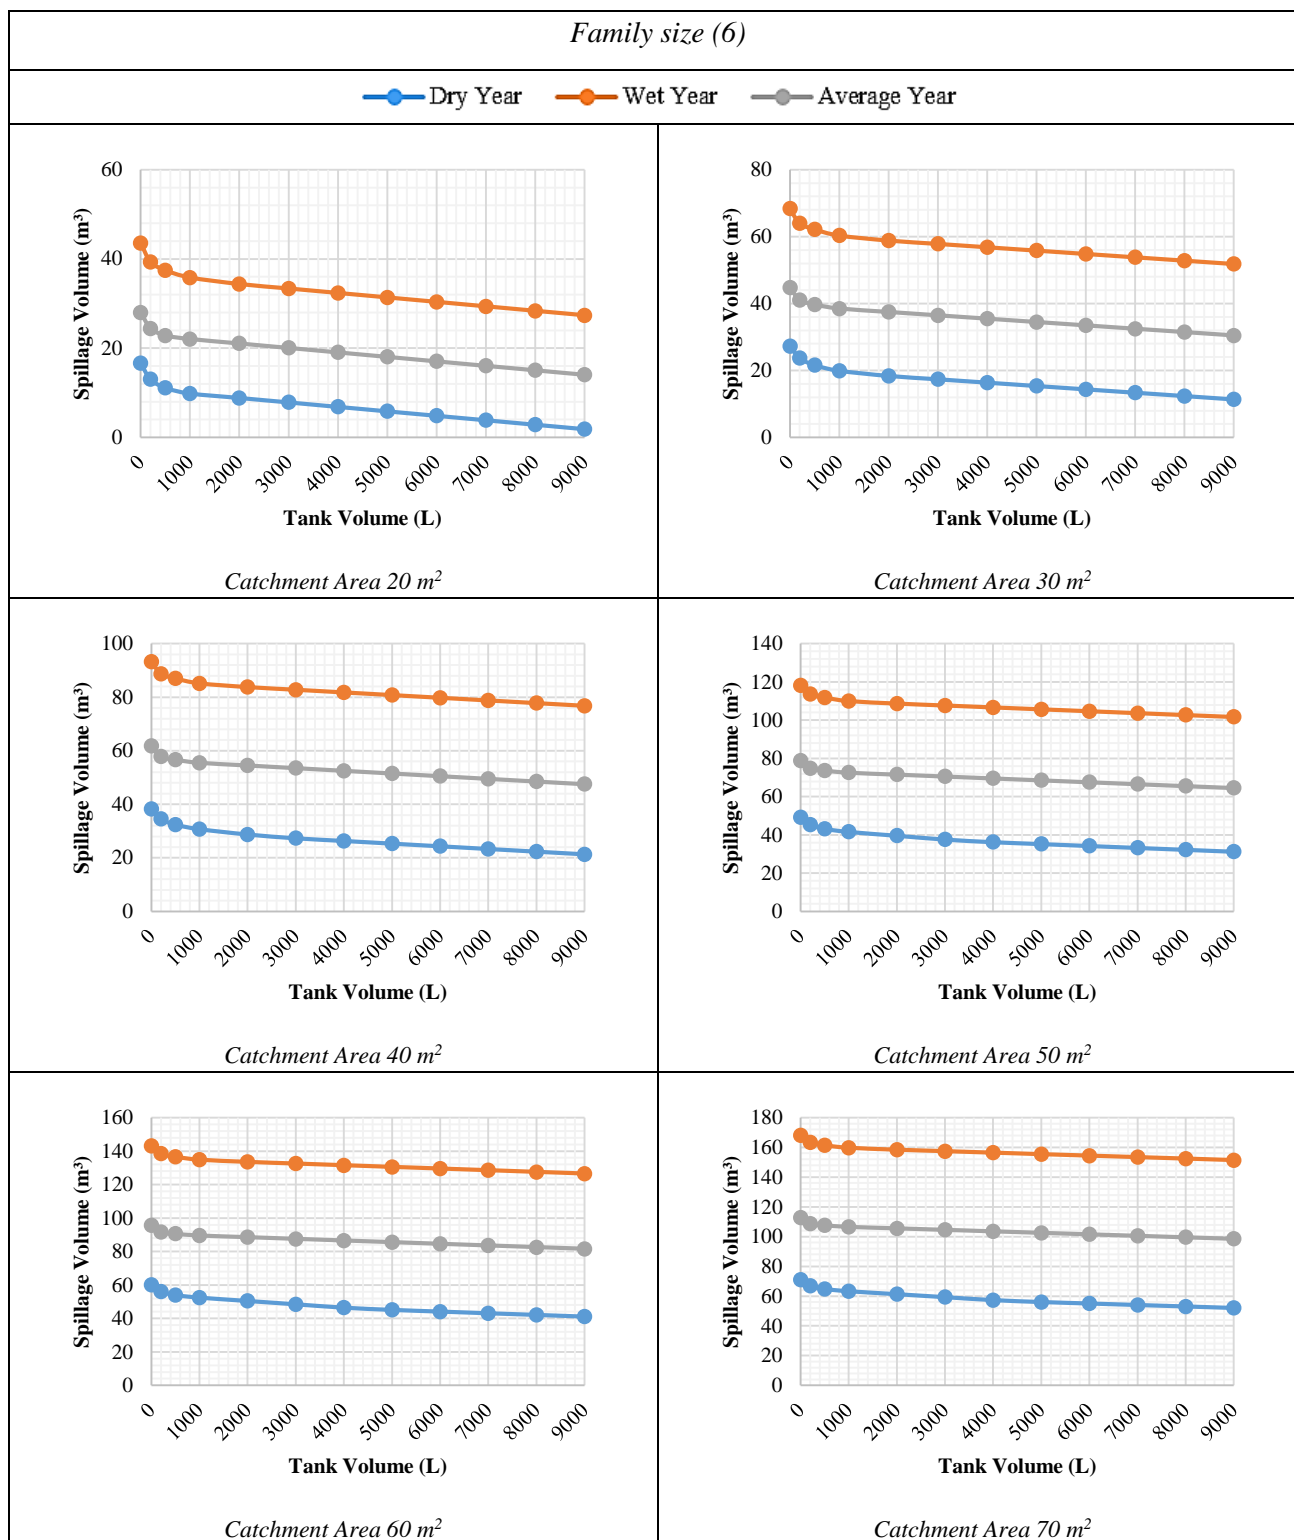 Family size (6)
Dry Year Wet Year Average Year
60
40
20
0
Spillage Volume (m³)
0 1000 2000 3000 4000 5000 6000 7000 8000 9000
Tank Volume (L)
Catchment Area 20 m²
80
60
40
20
0
Spillage Volume (m³)
0 1000 2000 3000 4000 5000 6000 7000 8000 9000
Tank Volume (L)
Catchment Area 30 m²
100
80
60
40
20
0
Spillage Volume (m³)
0 1000 2000 3000 4000 5000 6000 7000 8000 9000
Tank Volume (L)
Catchment Area 40 m²
140
120
100
80
60
40
20
0
Spillage Volume (m³)
0 1000 2000 3000 4000 5000 6000 7000 8000 9000
Tank Volume (L)
Catchment Area 50 m²
160
140
120
100
80
60
40
20
0
Spillage Volume (m³)
0 1000 2000 3000 4000 5000 6000 7000 8000 9000
Tank Volume (L)
Catchment Area 60 m²
180
160
140
120
100
80
60
40
20
0
Spillage Volume (m³)
0 1000 2000 3000 4000 5000 6000 7000 8000 9000
Tank Volume (L)
Catchment Area 70 m²